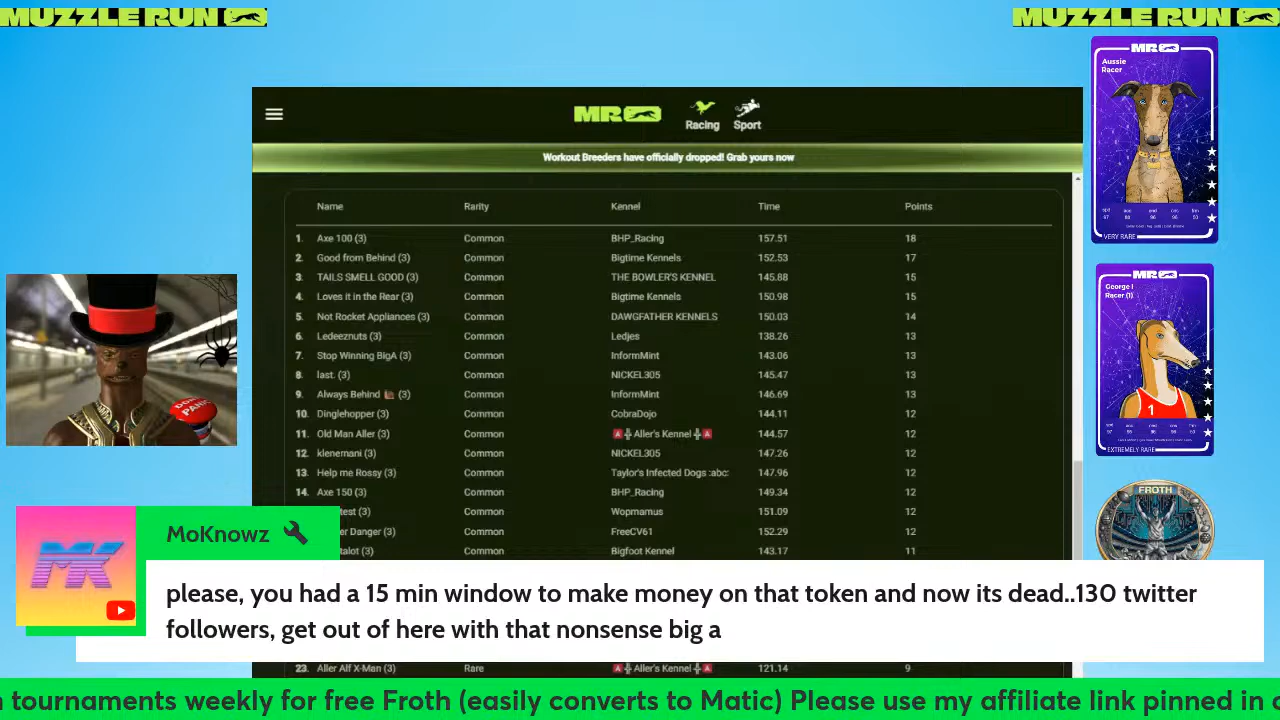 MUZZLE RUN
MUZZLE RUN
MR
Racing
Sport
Workout Breeders have officially dropped! Grab yours now
Name Rarity Kennel Time Points
1. Axe 100 (3) Common BHP_Racing 157.51 18
2. Good from Behind (3) Common Bigtime Kennels 152.53 17
3. TAILS SMELL GOOD (3) Common THE BOWLER'S KENNEL 145.88 15
4. Loves it in the Rear (3) Common Bigtime Kennels 150.98 15
5. Not Rocket Appliances (3) Common DAWGFATHER KENNELS 150.03 14
6. Ledeeznuts (3) Common Ledjes 138.26 13
7. Stop Winning BigA (3) Common InformMint 143.06 13
8. last. (3) Common NICKEL305 145.47 13
9. Always Behind (3) Common InformMint 146.69 13
10. Dinglehopper (3) Common CobraDojo 144.11 12
11. Old Man Aller (3) Common 🅰╬ Aller's Kennel ╬🅰 144.57 12
12. klenemani (3) Common NICKEL305 147.26 12
13. Help me Rossy (3) Common Taylor's Infected Dogs :abc: 147.96 12
14. Axe 150 (3) Common BHP_Racing 149.34 12
test (3) Common Wopmamus 151.09 12
er Danger (3) Common FreeCV61 152.29 12
talot (3) Common Bigfoot Kennel 143.17 11
23. Aller Alf X-Man (3) Rare 🅰╬ Aller's Kennel ╬🅰 121.14 9
MR
Aussie
Racer
VERY RARE
MR
George I
Racer (1)
1
EXTREMELY RARE
FROTH
DON'T
PANIC
MK
MoKnowz
please, you had a 15 min window to make money on that token and now its dead..130 twitter
followers, get out of here with that nonsense big a
n tournaments weekly for free Froth (easily converts to Matic) Please use my affiliate link pinned in